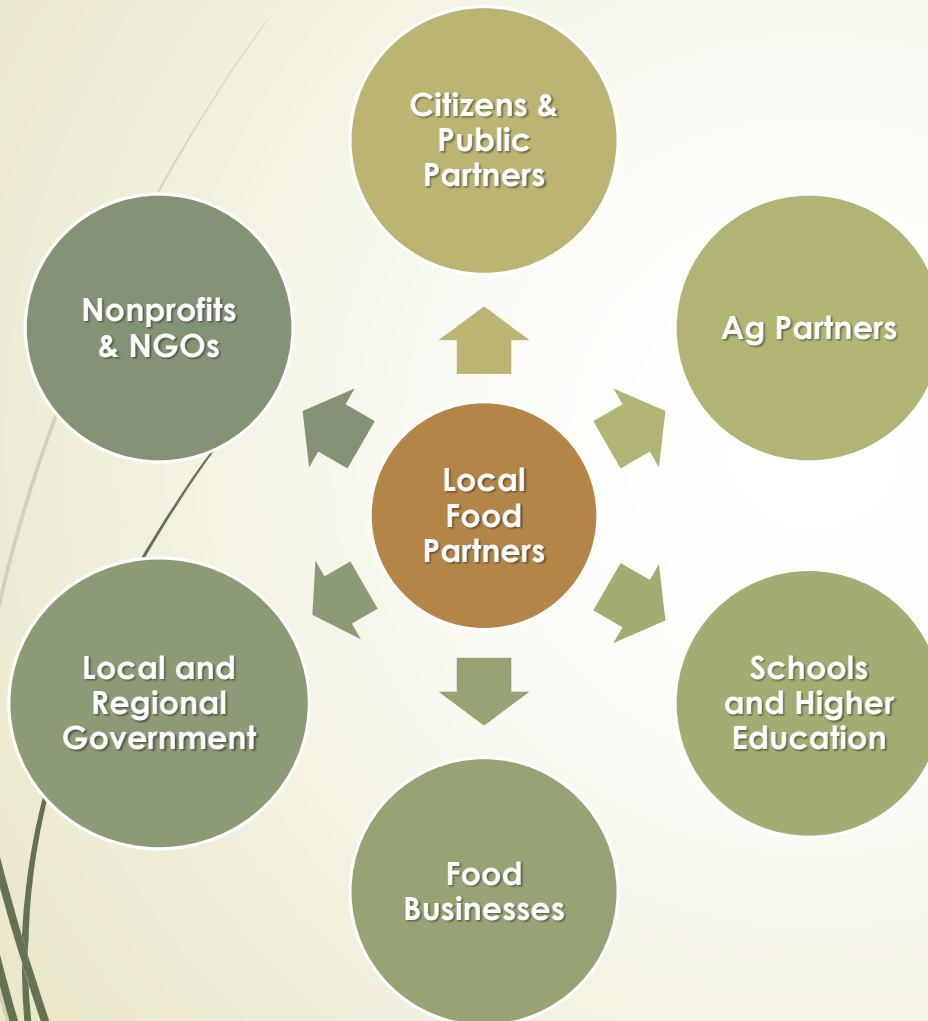 Citizens &
Public
Partners
Nonprofits
& NGOs
Ag Partners
Local
Food
Partners
Local and
Regional
Government
Schools
and Higher
Education
Food
Businesses